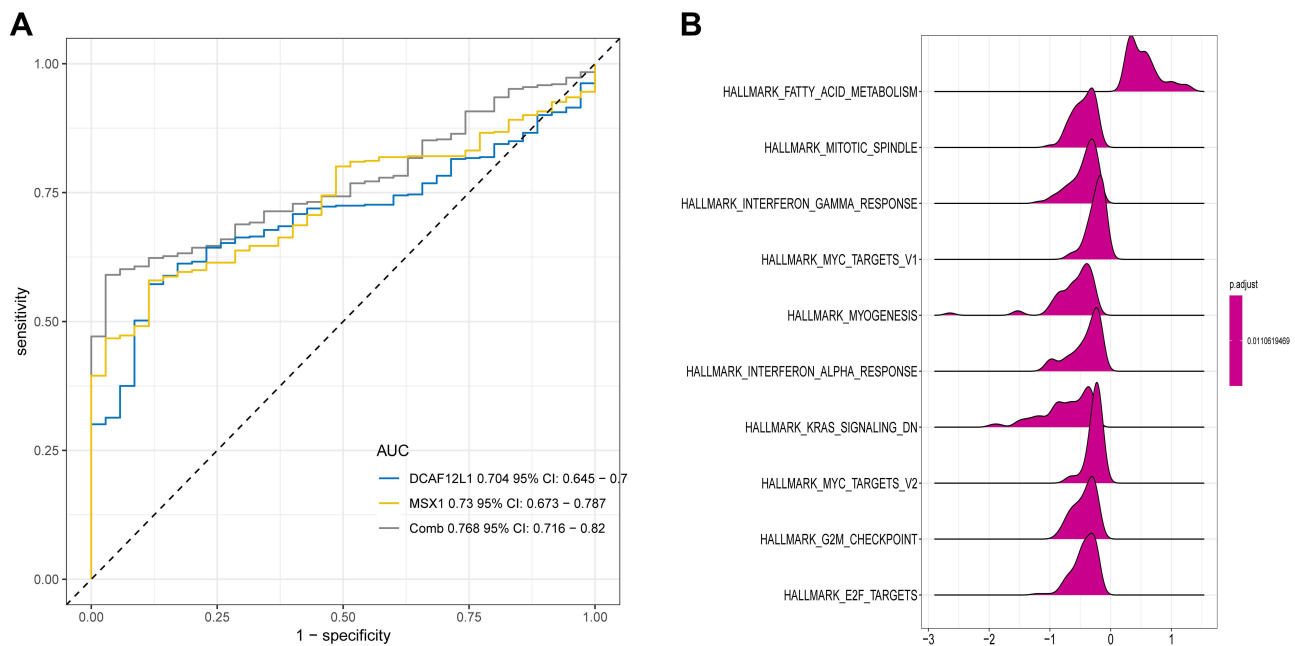 A
1.00
0.75
0.50
0.25
0.00
sensitivity
0.00 0.25 0.50 0.75 1.00
1 − specificity
AUC
DCAF12L1 0.704 95% CI: 0.645 − 0.7
MSX1 0.73 95% CI: 0.673 − 0.787
Comb 0.768 95% CI: 0.716 − 0.82
B
HALLMARK_FATTY_ACID_METABOLISM
HALLMARK_MITOTIC_SPINDLE
HALLMARK_INTERFERON_GAMMA_RESPONSE
HALLMARK_MYC_TARGETS_V1
HALLMARK_MYOGENESIS
HALLMARK_INTERFERON_ALPHA_RESPONSE
HALLMARK_KRAS_SIGNALING_DN
HALLMARK_MYC_TARGETS_V2
HALLMARK_G2M_CHECKPOINT
HALLMARK_E2F_TARGETS
−3 −2 −1 0 1
p.adjust
0.0110619469